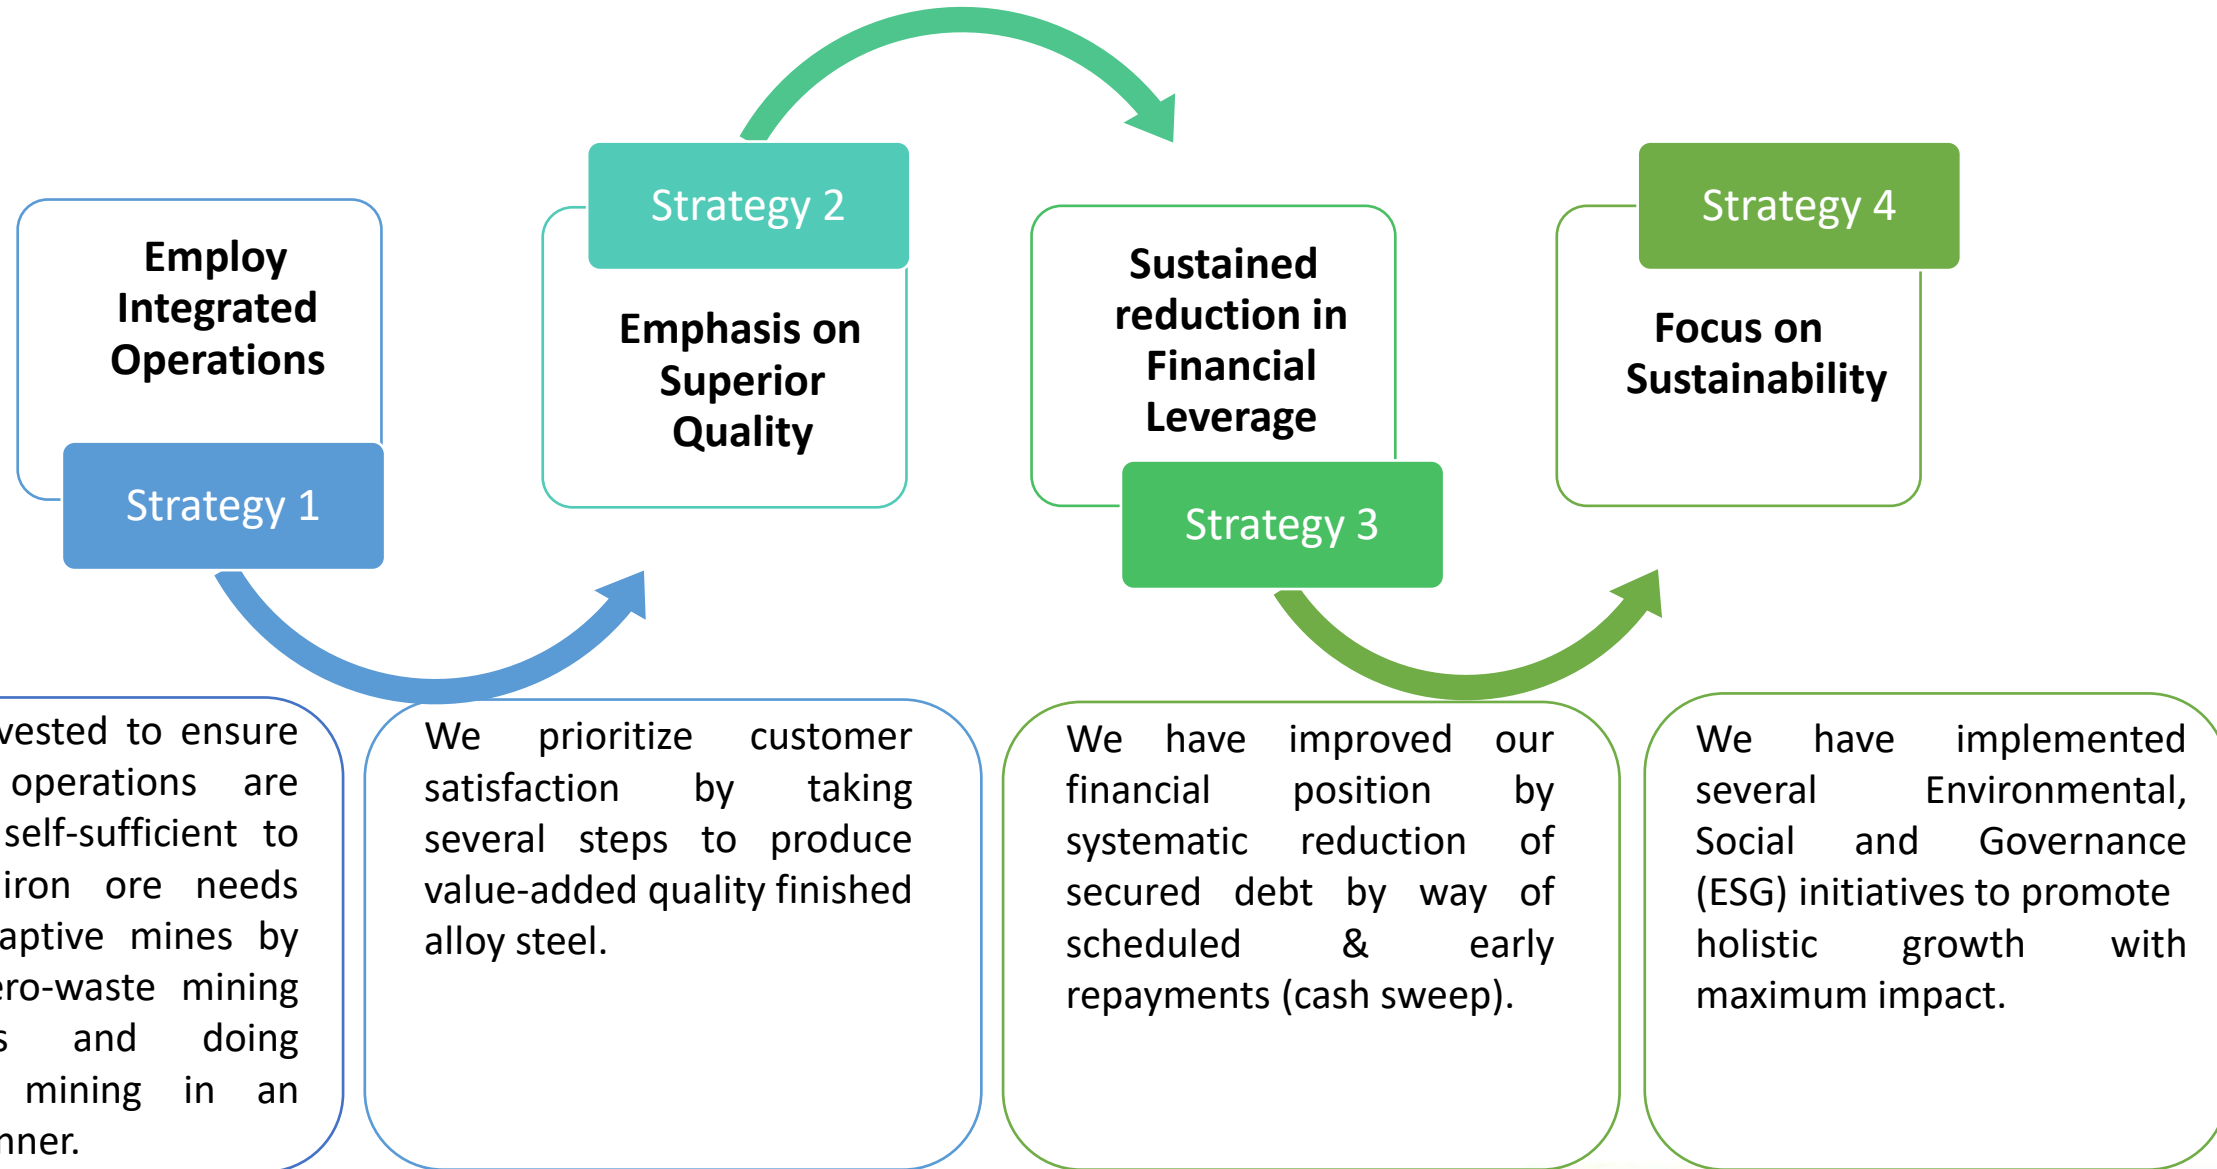 Employ
Integrated
Operations
Strategy 1
Strategy 2
Emphasis on
Superior
Quality
Sustained
reduction in
Financial
Leverage
Strategy 3
Strategy 4
Focus on
Sustainability
vested to ensure
operations are
self-sufficient to
iron ore needs
aptive mines by
ero-waste mining
s and doing
mining in an
nner.
We prioritize customer
satisfaction by taking
several steps to produce
value-added quality finished
alloy steel.
We have improved our
financial position by
systematic reduction of
secured debt by way of
scheduled & early
repayments (cash sweep).
We have implemented
several Environmental,
Social and Governance
(ESG) initiatives to promote
holistic growth with
maximum impact.